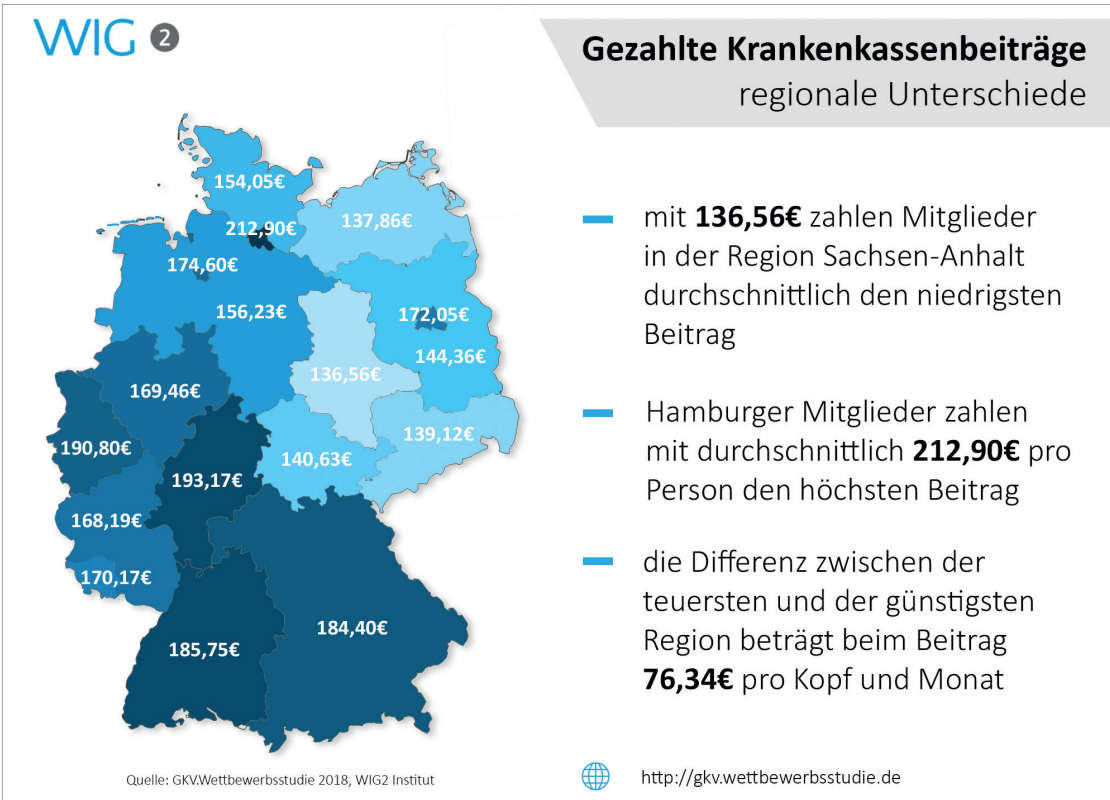 WIG 2
Gezahlte Krankenkassenbeiträge
regionale Unterschiede
154,05€
137,86€
212,90€
174,60€
156,23€
172,05€
144,36€
136,56€
169,46€
139,12€
190,80€
140,63€
193,17€
168,19€
170,17€
184,40€
185,75€
mit 136,56€ zahlen Mitglieder
in der Region Sachsen-Anhalt
durchschnittlich den niedrigsten
Beitrag
Hamburger Mitglieder zahlen
mit durchschnittlich 212,90€ pro
Person den höchsten Beitrag
die Differenz zwischen der
teuersten und der günstigsten
Region beträgt beim Beitrag
76,34€ pro Kopf und Monat
Quelle: GKV.Wettbewerbsstudie 2018, WIG2 Institut
http://gkv.wettbewerbsstudie.de